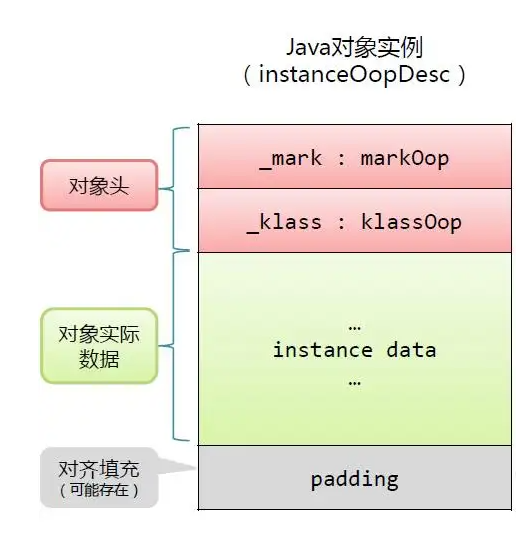 Java对象实例
（instanceOopDesc）
_mark : markOop
对象头
_klass : klassOop
对象实际
数据
…
instance data
…
对齐填充
（可能存在）
padding